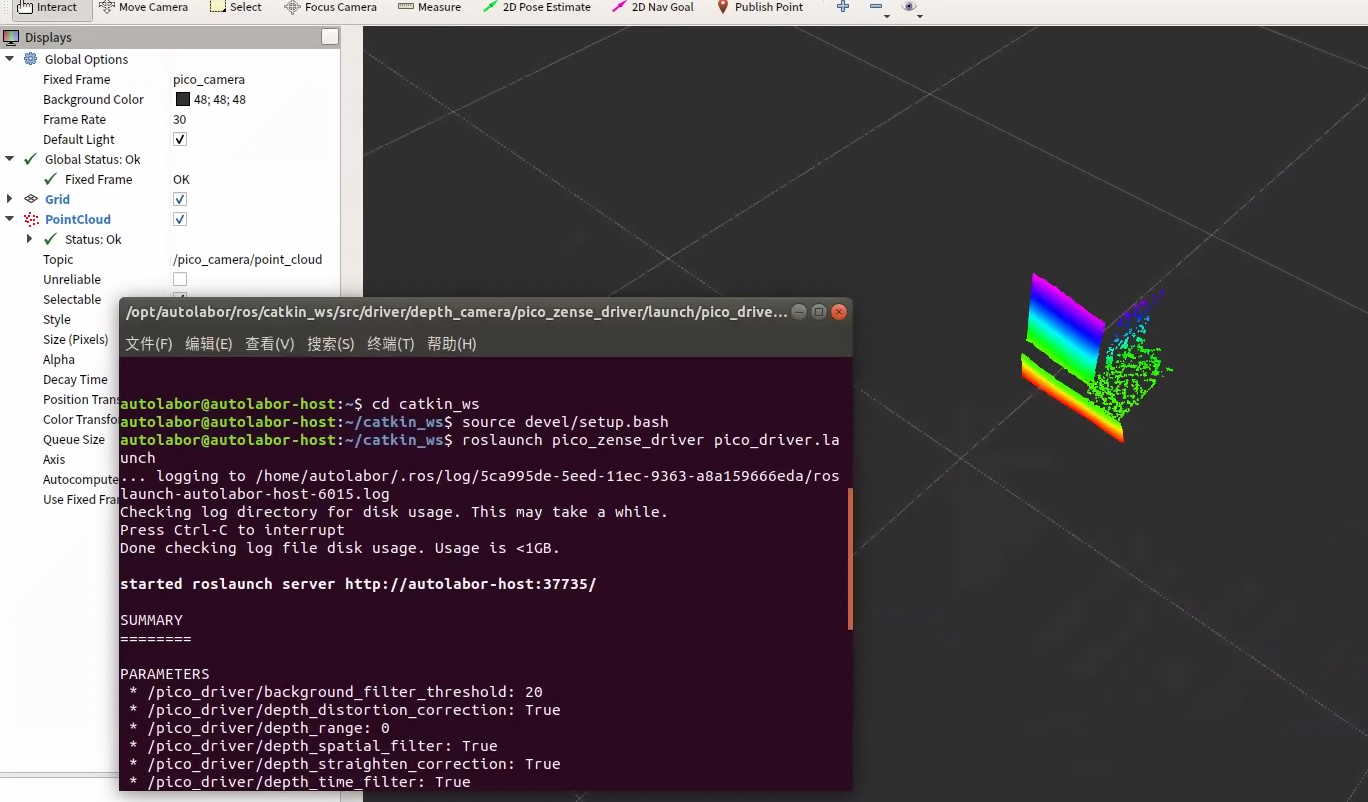 Interact Move Camera Select Focus Camera Measure 2D Pose Estimate 2D Nav Goal Publish Point
Displays
Global Options
Fixed Frame pico_camera
Background Color 48; 48; 48
Frame Rate 30
Default Light
Global Status: Ok
Fixed Frame OK
Grid
PointCloud
Status: Ok
Topic /pico_camera/point_cloud
Unreliable
Selectable
Style
Size (Pixels)
Alpha
Decay Time
Position Tran
Color Transfo
Queue Size
Axis
Autocompute
Use Fixed Fra
/opt/autolabor/ros/catkin_ws/src/driver/depth_camera/pico_zense_driver/launch/pico_drive...
文件(F) 编辑(E) 查看(V) 搜索(S) 终端(T) 帮助(H)
autolabor@autolabor-host:~$ cd catkin_ws
autolabor@autolabor-host:~/catkin_ws$ source devel/setup.bash
autolabor@autolabor-host:~/catkin_ws$ roslaunch pico_zense_driver pico_driver.la
unch
... logging to /home/autolabor/.ros/log/5ca995de-5eed-11ec-9363-a8a159666eda/ros
launch-autolabor-host-6015.log
Checking log directory for disk usage. This may take a while.
Press Ctrl-C to interrupt
Done checking log file disk usage. Usage is <1GB.
started roslaunch server http://autolabor-host:37735/
SUMMARY
========
PARAMETERS
* /pico_driver/background_filter_threshold: 20
* /pico_driver/depth_distortion_correction: True
* /pico_driver/depth_range: 0
* /pico_driver/depth_spatial_filter: True
* /pico_driver/depth_straighten_correction: True
* /pico_driver/depth_time_filter: True